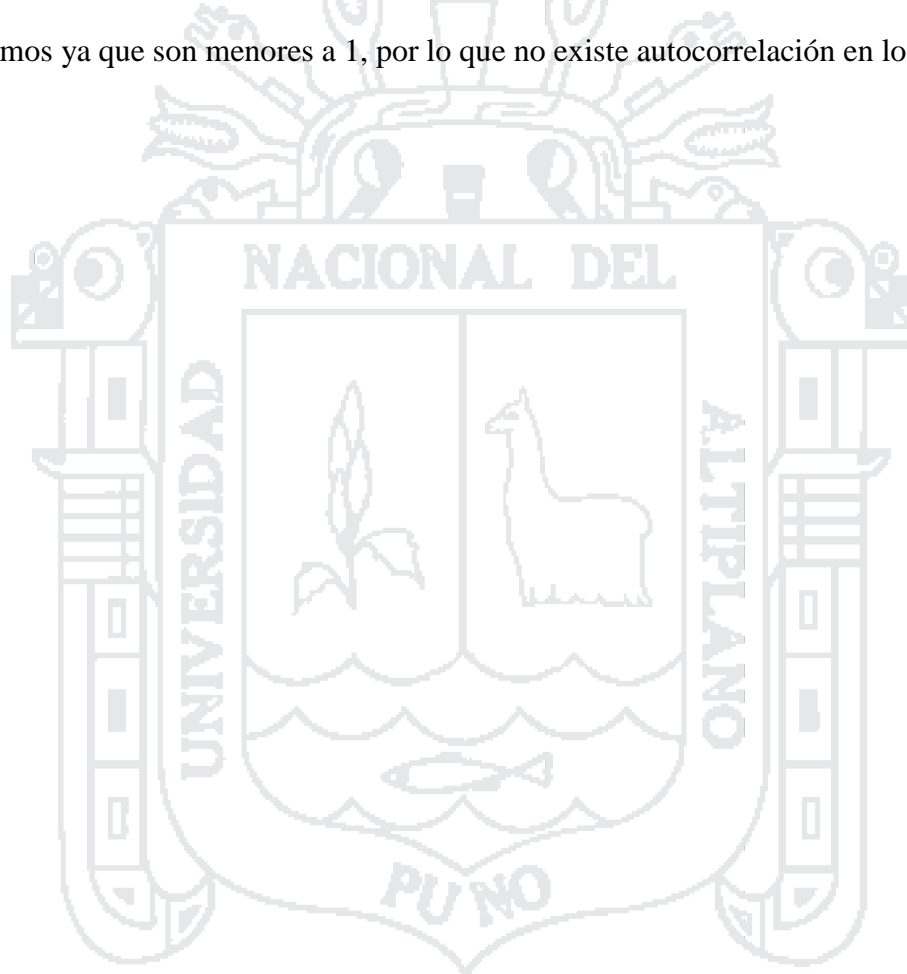 mos ya que son menores a 1, por lo que no existe autocorrelación en lo
NACIONAL DEL
UNIVERSIDAD
ALTIPLANO
PUNO